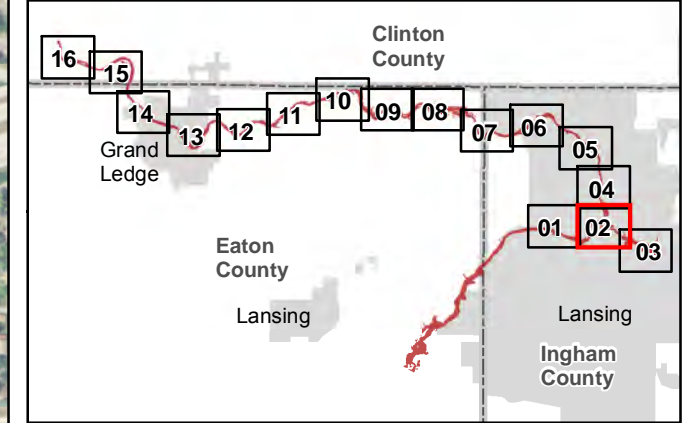 Clinton
County
16
15
14
13
12
11
10
09
08
07
06
05
04
01
02
03
Grand
Ledge
Eaton
County
Lansing
Lansing
Ingham
County